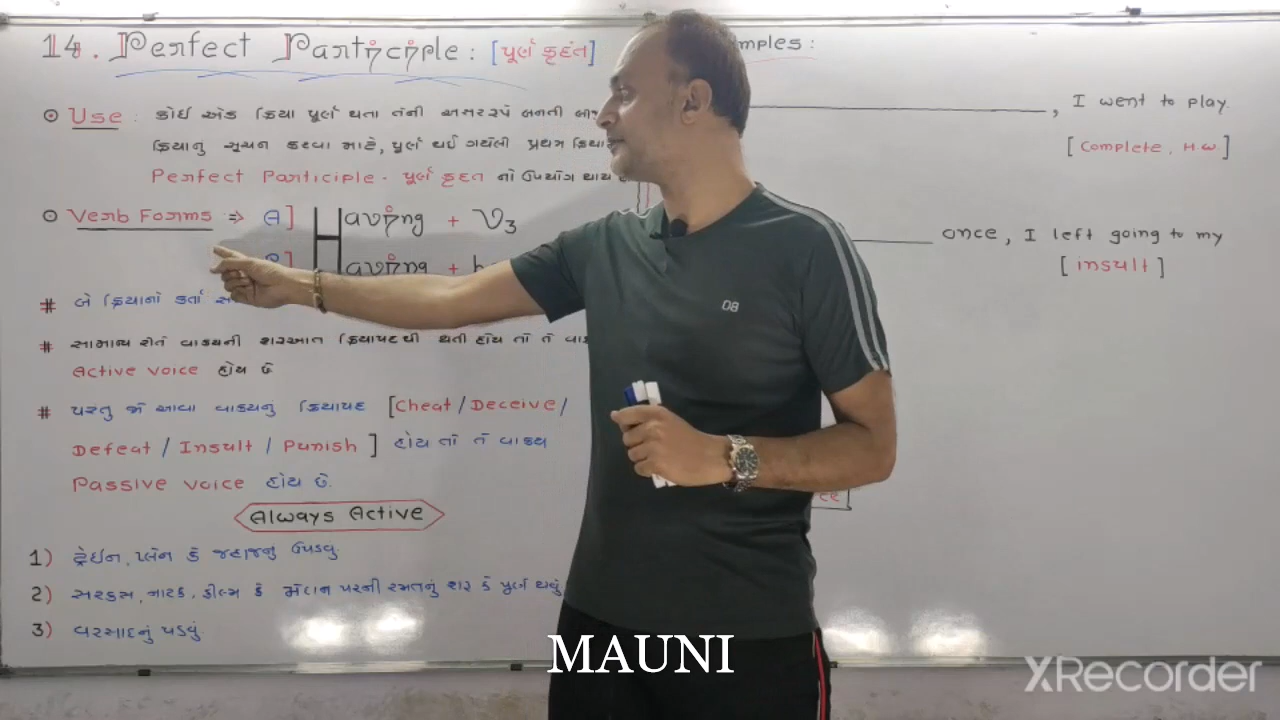 14. Perfect Participle : [પૂર્ણ કૃદંત]
mples :
⊙ Use : કોઈ એક ક્રિયા પૂર્ણ થતા તેની અસરરૂપે બનતી
ક્રિયાનુ સૂચન કરવા માટે, પૂર્ણ થઈ ગયેલી પ્રથમ
Perfect Participle - પૂર્ણ કૃદંત નો ઉપયોગ થાય
⊙ Verb Forms ⇒ A] Having + V3
B] Having + b
# બે ક્રિયાનો કર્તા
# સામાન્ય રીતે વાક્યની શરુઆત ક્રિયાપદથી થતી હોય તો તે
Active voice હોય છે
# પરતુ જો આવા વાક્યનું ક્રિયાપદ [Cheat / Deceive /
Defeat / Insult / Punish ] હોય તો તે વાક્ય
Passive voice હોય છે.
Always Active
1) ટ્રેઈન, પ્લેન કે જહાજનુ ઉપડવુ.
2) સરકસ, નાટક, ફીલ્મ કે મેદાન પરની રમતનું શરુ કે પૂર્ણ થવું
3) વરસાદનું પડવું
, I went to play.
[ Complete, H.W. ]
once, I left going to my
[ insult ]
DB
MAUNI
XRecorder